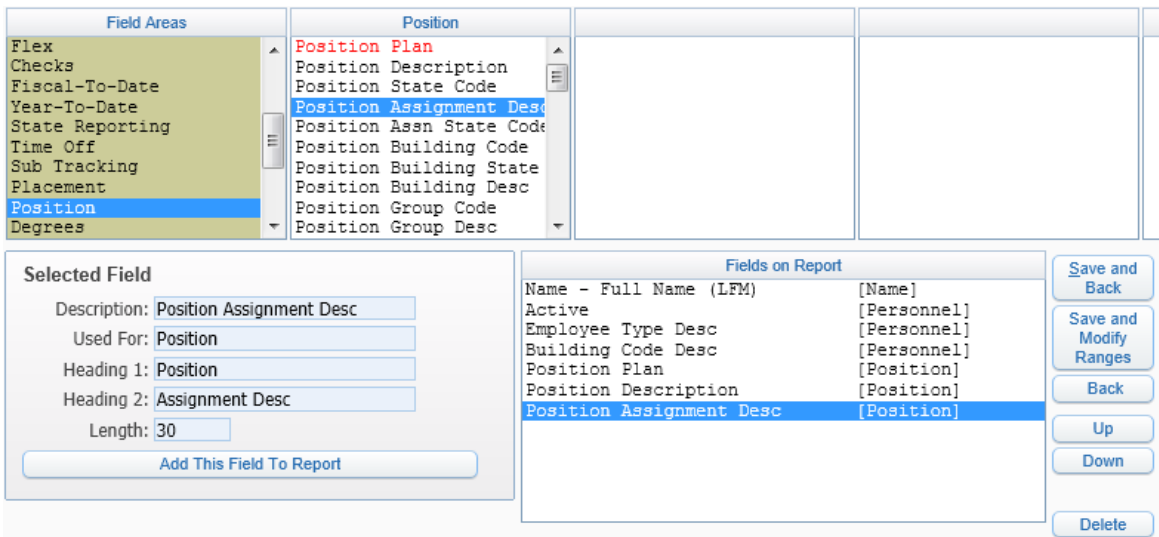 Field Areas
Flex
Checks
Fiscal-To-Date
Year-To-Date
State Reporting
Time Off
Sub Tracking
Placement
Position
Degrees
Position
Position Plan
Position Description
Position State Code
Position Assignment Desc
Position Assn State Code
Position Building Code
Position Building State
Position Building Desc
Position Group Code
Position Group Desc
Selected Field
Description: Position Assignment Desc
Used For: Position
Heading 1: Position
Heading 2: Assignment Desc
Length: 30
Add This Field To Report
Fields on Report
Name - Full Name (LFM) [Name]
Active [Personnel]
Employee Type Desc [Personnel]
Building Code Desc [Personnel]
Position Plan [Position]
Position Description [Position]
Position Assignment Desc [Position]
Save and
Back
Save and
Modify
Ranges
Back
Up
Down
Delete